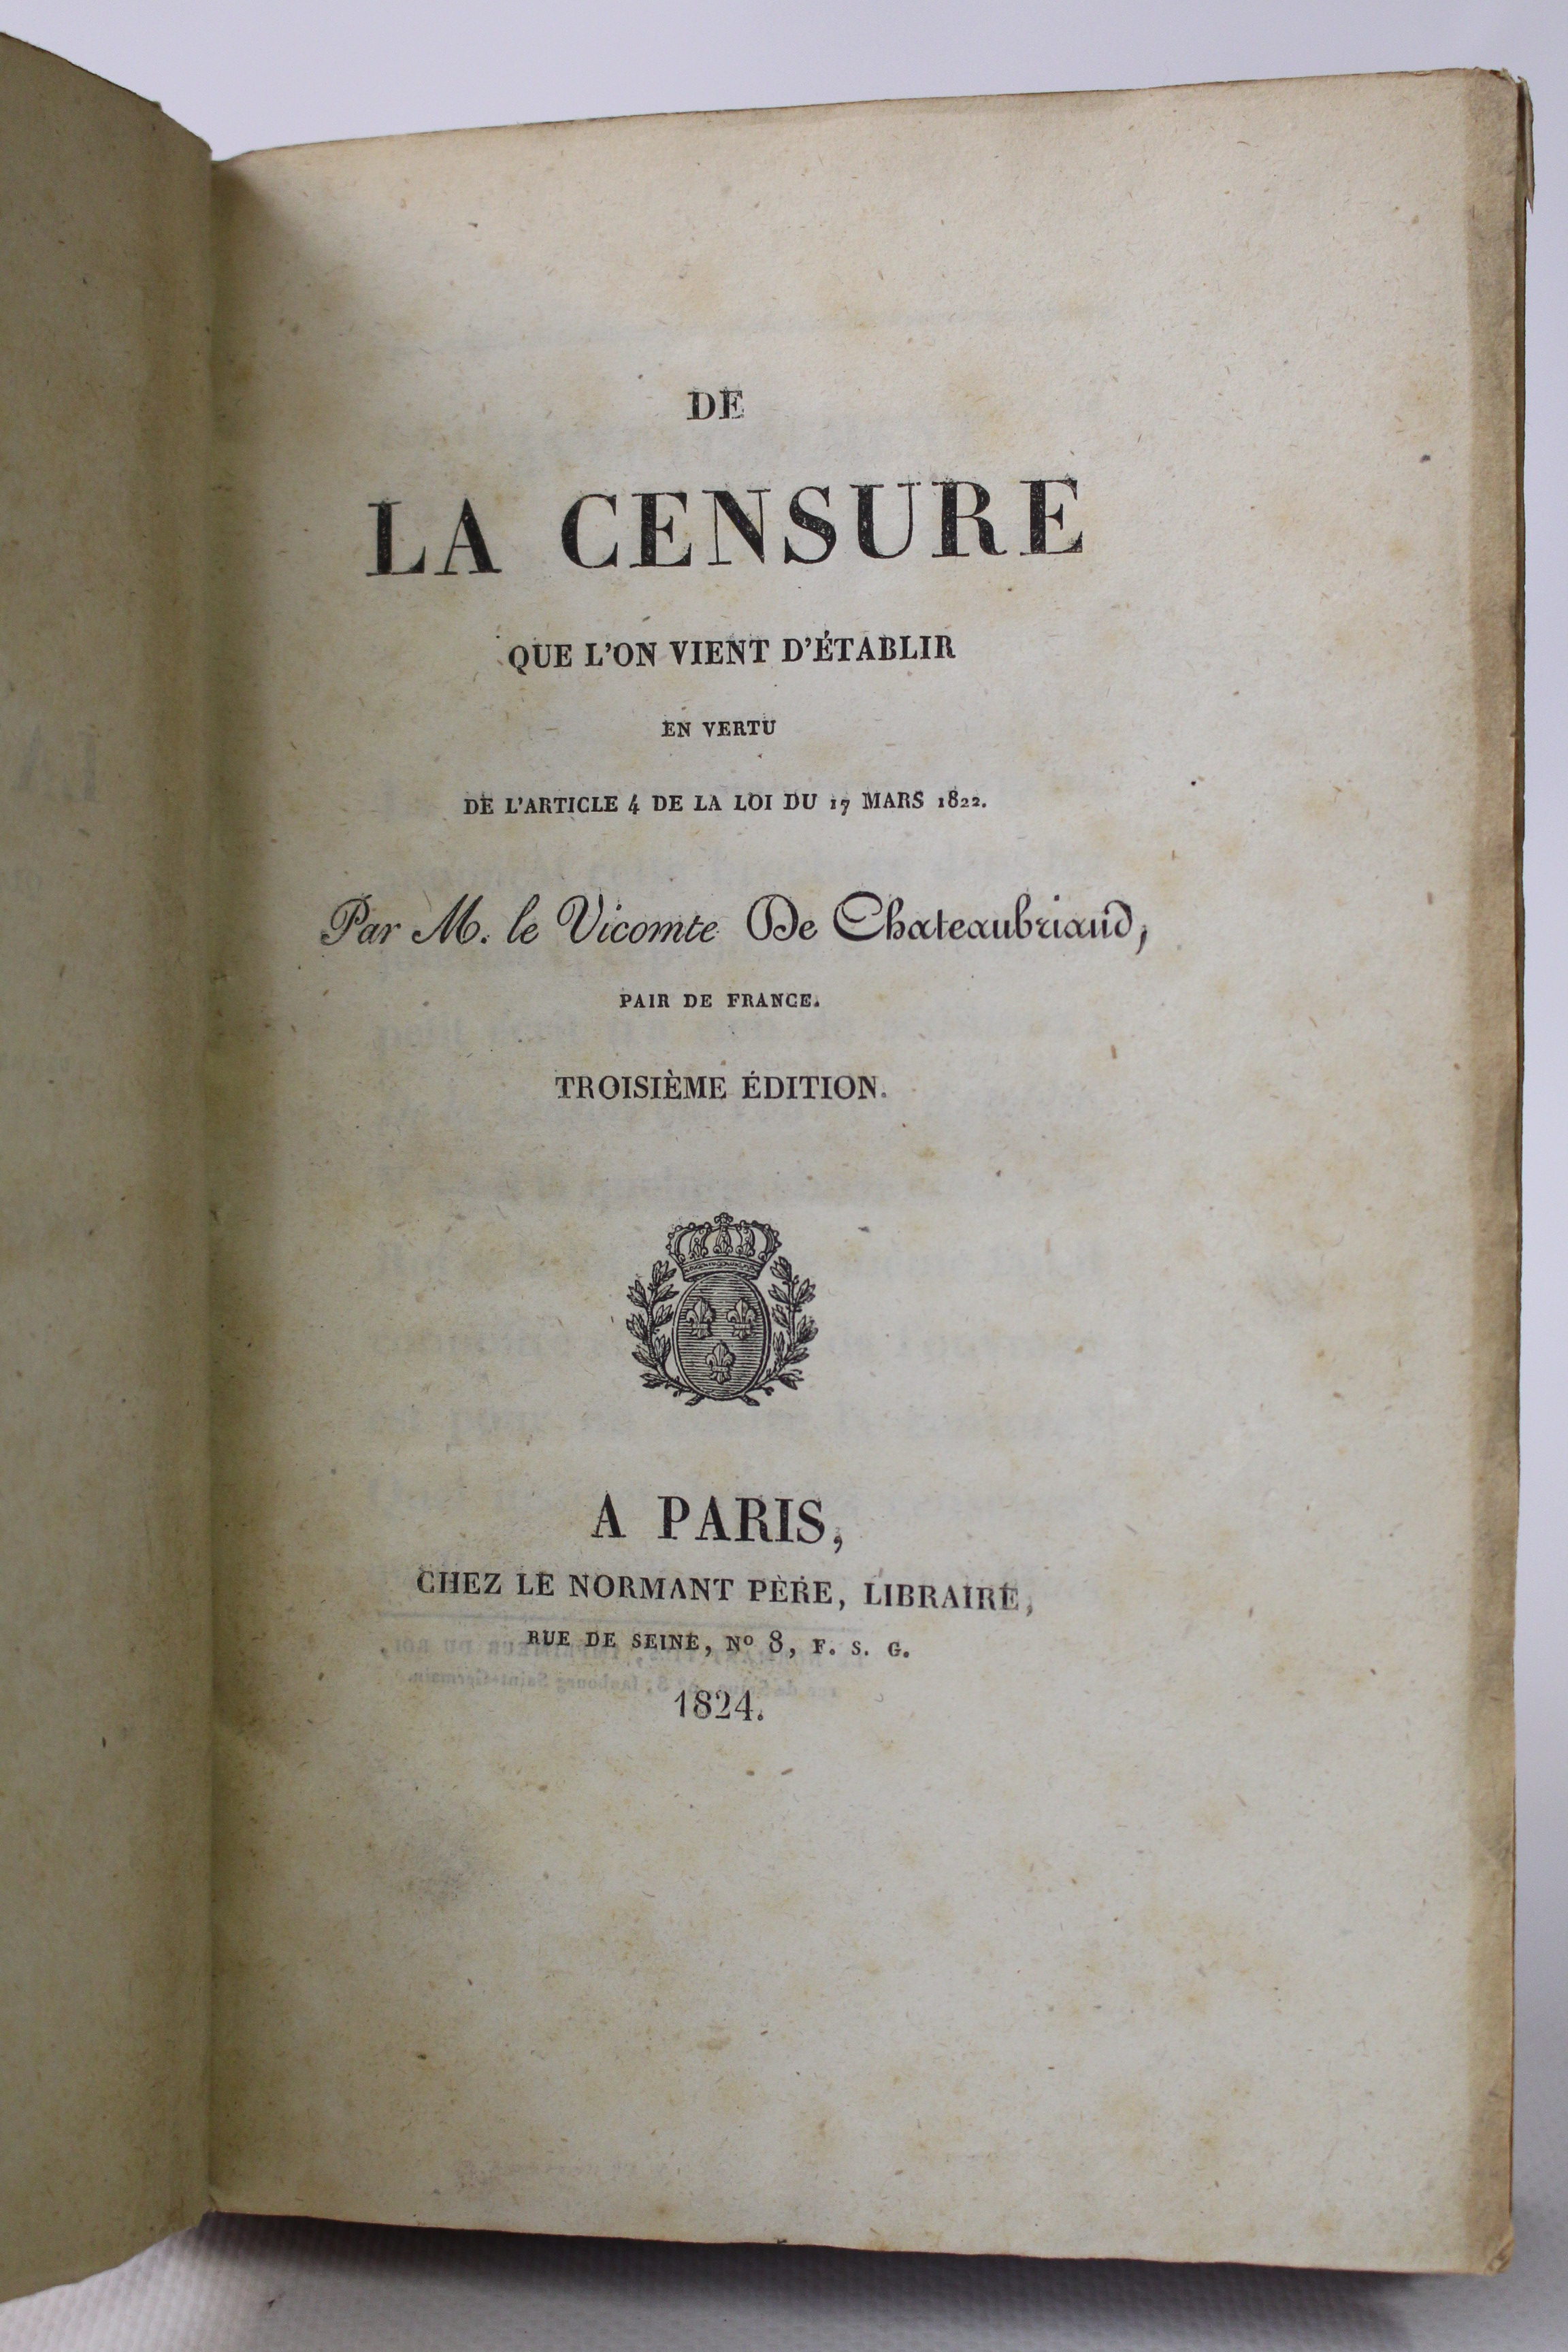 DE
LA CENSURE
QUE L'ON VIENT D'ÉTABLIR
EN VERTU
DE L'ARTICLE 4 DE LA LOI DU 17 MARS 1822.
Par M. le Vicomte De Chateaubriand,
PAIR DE FRANCE.
TROISIÈME ÉDITION.
A PARIS,
CHEZ LE NORMANT PÈRE, LIBRAIRE,
RUE DE SEINE, No 8, F. S. G.
1824.